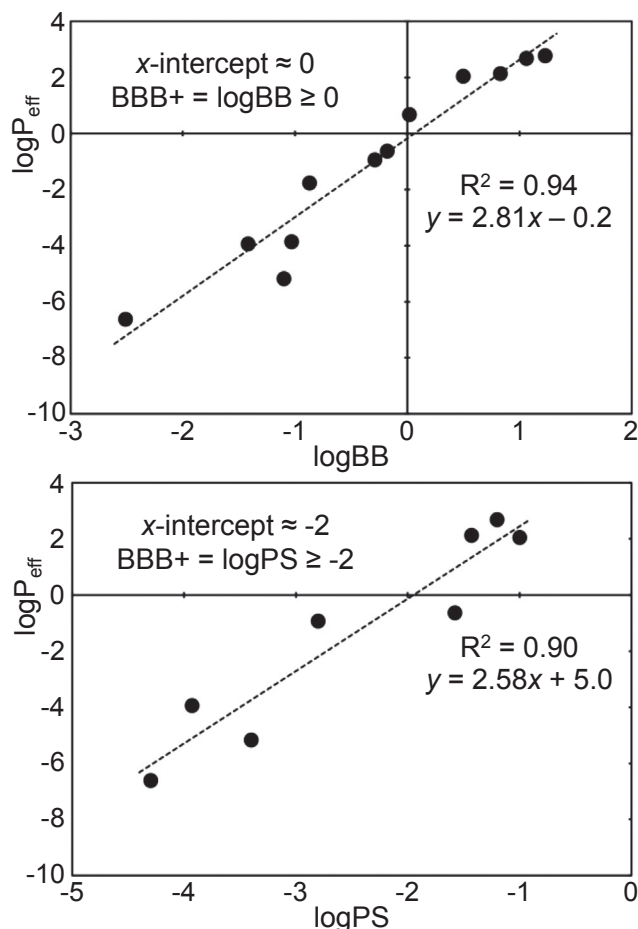 4
2
0
-2
-4
-6
-8
-10
logP_eff
x-intercept ≈ 0
BBB+ = logBB ≥ 0
R² = 0.94
y = 2.81x – 0.2
-3 -2 -1 0 1 2
logBB
4
2
0
-2
-4
-6
-8
-10
logP_eff
x-intercept ≈ -2
BBB+ = logPS ≥ -2
R² = 0.90
y = 2.58x + 5.0
-5 -4 -3 -2 -1 0
logPS